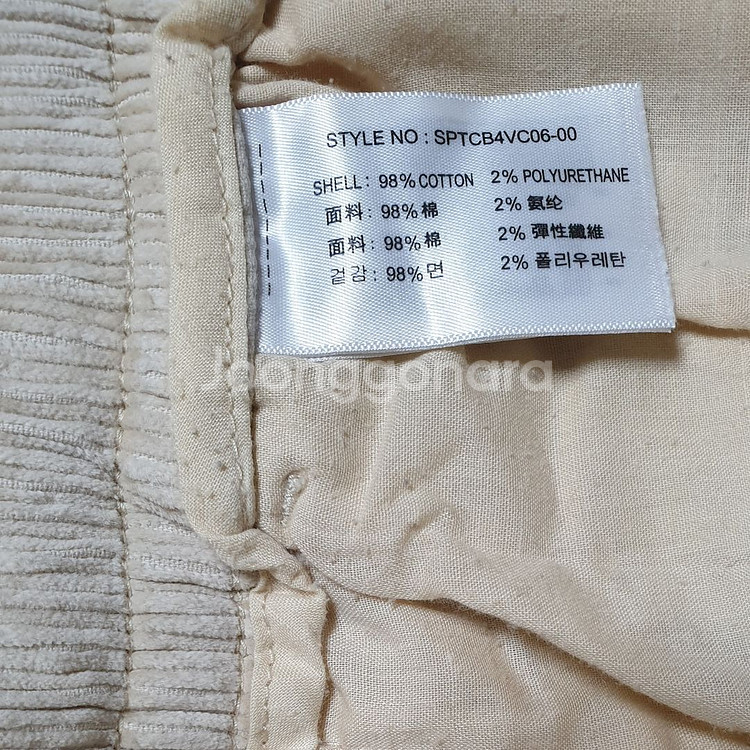 STYLE NO : SPTCB4VC06-00
SHELL : 98% COTTON 2% POLYURETHANE
面料 : 98% 棉 2% 氨纶
面料 : 98% 棉 2% 彈性纖維
겉감 : 98% 면 2% 폴리우레탄
Joonggonara